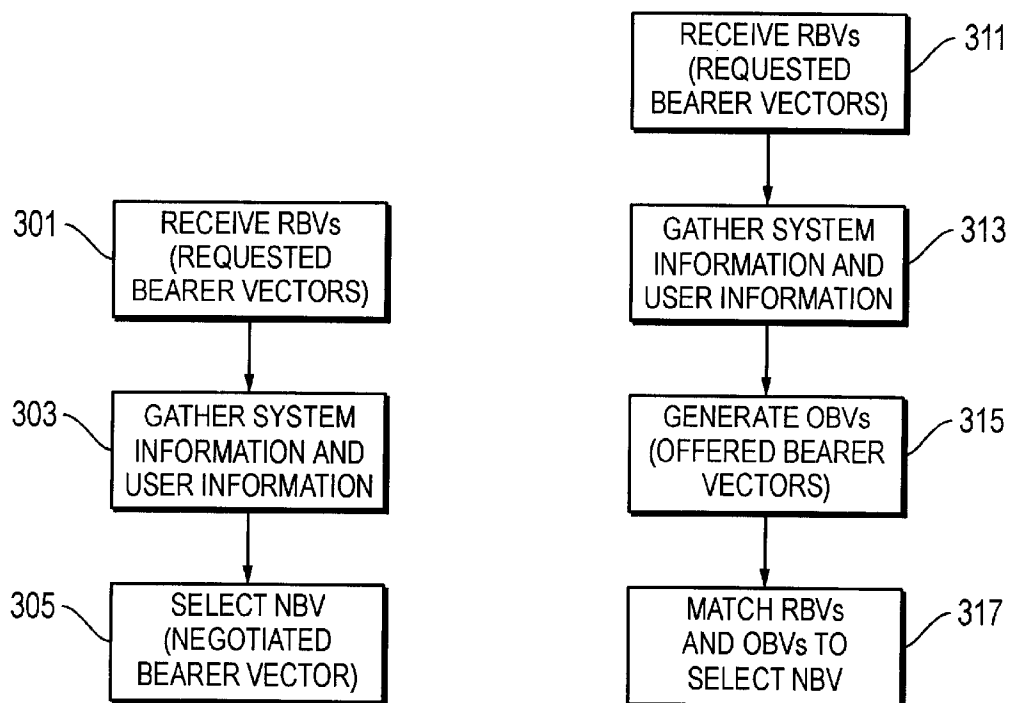 301
RECEIVE RBVs
(REQUESTED
BEARER VECTORS)
303
GATHER SYSTEM
INFORMATION AND
USER INFORMATION
305
SELECT NBV
(NEGOTIATED
BEARER VECTOR)
RECEIVE RBVs
(REQUESTED
BEARER VECTORS)
311
GATHER SYSTEM
INFORMATION AND
USER INFORMATION
313
GENERATE OBVs
(OFFERED BEARER
VECTORS)
315
MATCH RBVs
AND OBVs TO
SELECT NBV
317